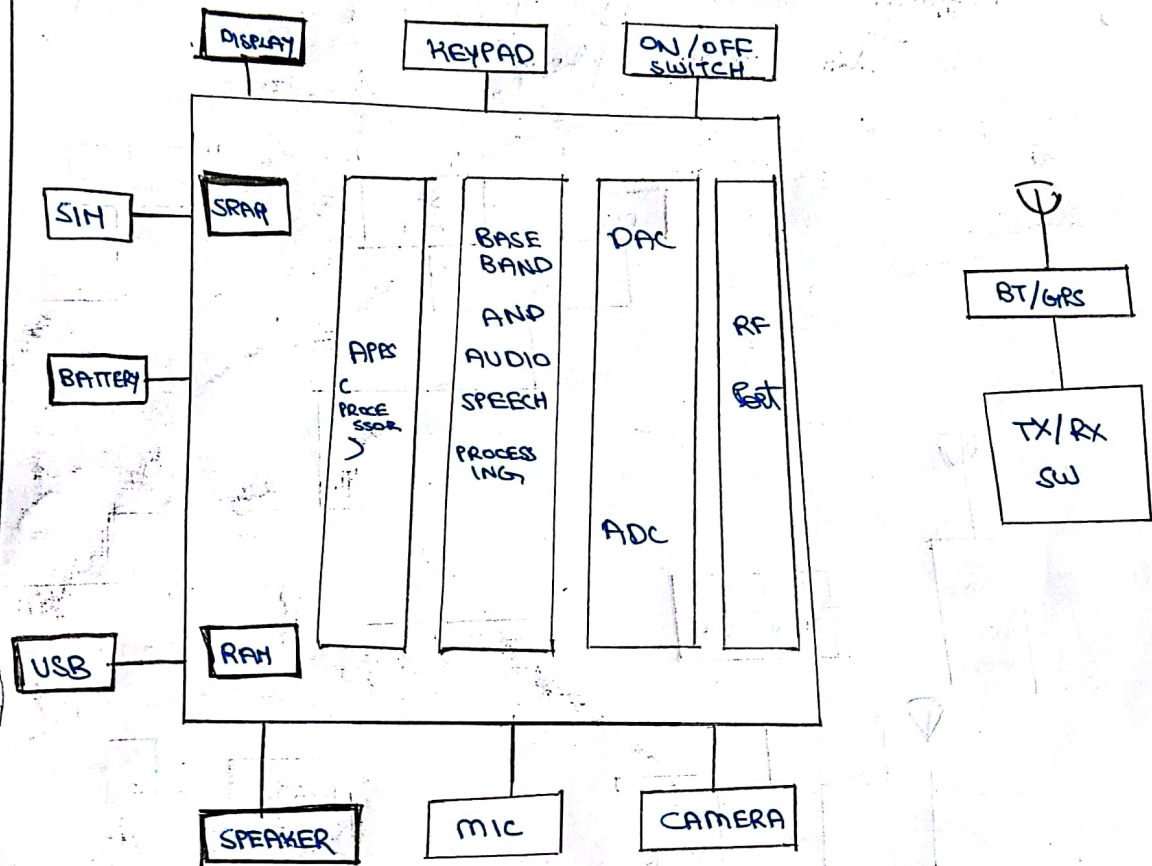 DISPLAY
KEYPAD
ON/OFF
SWITCH
SIM
SRAM
BATTERY
USB
RAM
APPS
(
PROCE
SSOR
)
BASE
BAND
AND
AUDIO
SPEECH
PROCESS
ING
DAC
ADC
RF
Port
BT/GPS
TX/RX
SW
SPEAKER
MIC
CAMERA